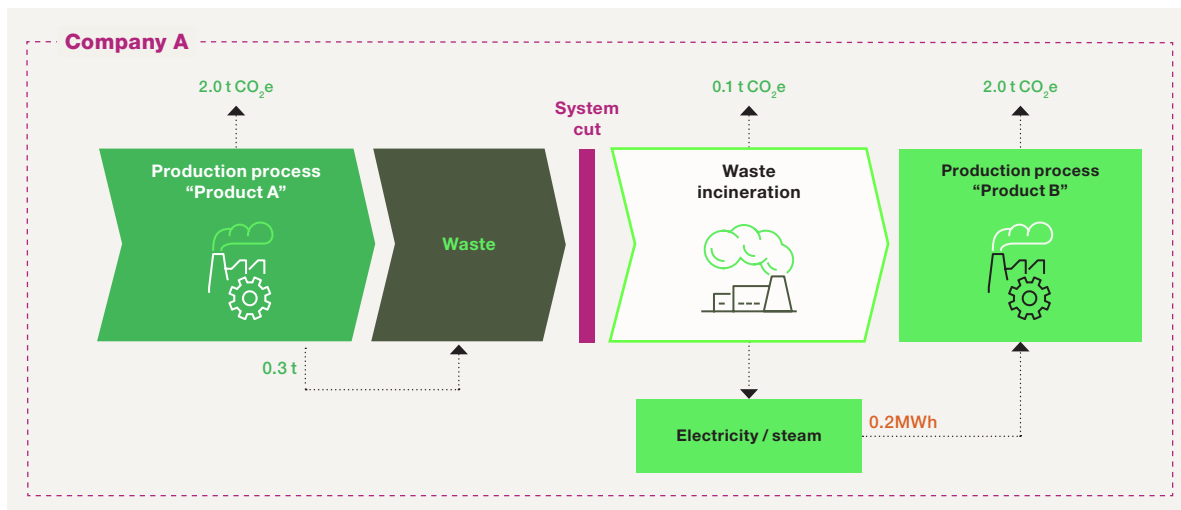 Company A
2.0 t CO₂e
0.1 t CO₂e
2.0 t CO₂e
System
cut
Production process
“Product A”
Waste
Waste
incineration
Production process
“Product B”
0.3 t
Electricity / steam
0.2MWh